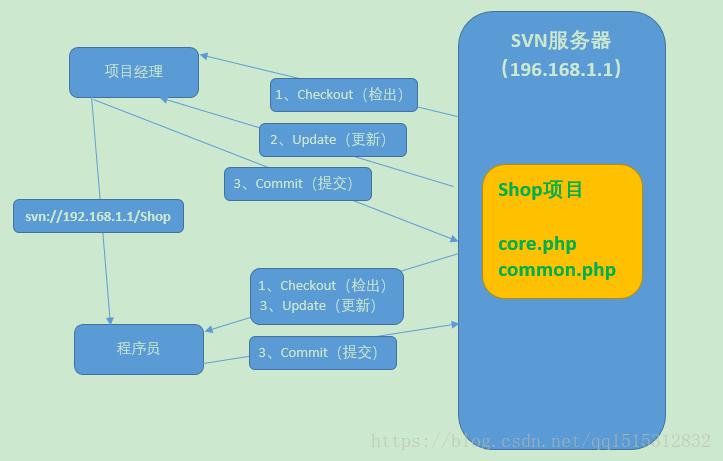 SVN服务器
（196.168.1.1）
项目经理
1、Checkout（检出）
2、Update（更新）
3、Commit（提交）
Shop项目
core.php
common.php
svn://192.168.1.1/Shop
1、Checkout（检出）
3、Update（更新）
程序员
3、Commit（提交）
https://blog.csdn.net/qq1515312832